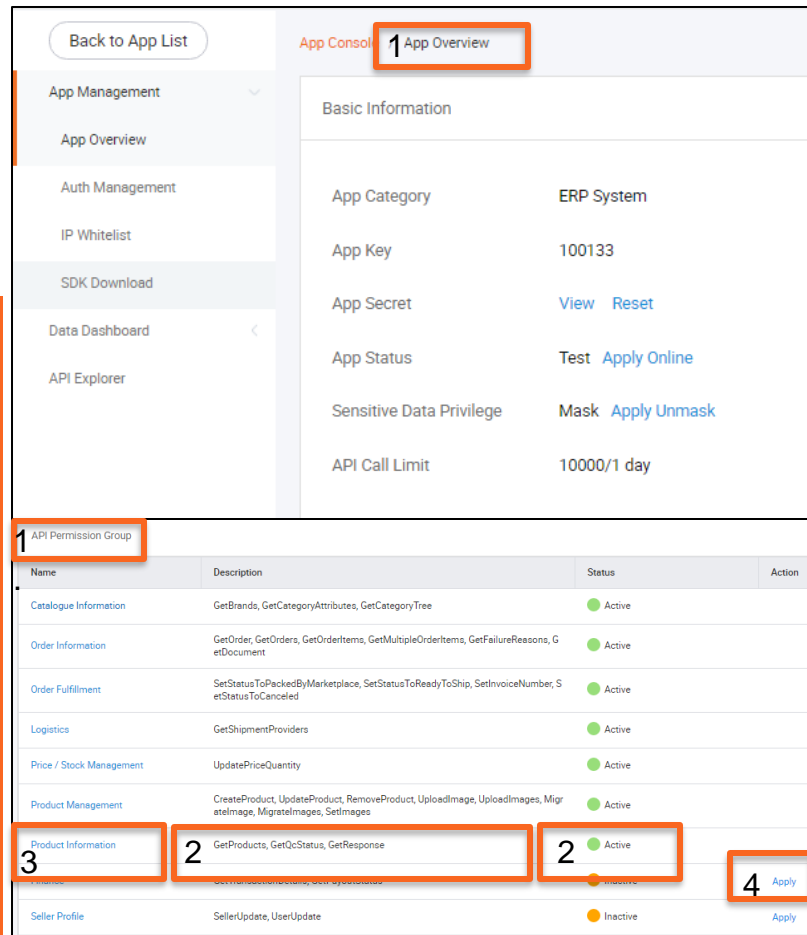 Back to App List
App Console / 1 App Overview
App Management
Basic Information
App Overview
Auth Management
App Category ERP System
IP Whitelist
App Key 100133
SDK Download
App Secret View Reset
Data Dashboard
App Status Test Apply Online
API Explorer
Sensitive Data Privilege Mask Apply Unmask
API Call Limit 10000/1 day
1 API Permission Group
Name Description Status Action
Catalogue Information GetBrands, GetCategoryAttributes, GetCategoryTree Active
Order Information GetOrder, GetOrders, GetOrderItems, GetMultipleOrderItems, GetFailureReasons, G
etDocument Active
Order Fulfillment SetStatusToPackedByMarketplace, SetStatusToReadyToShip, SetInvoiceNumber, S
etStatusToCanceled Active
Logistics GetShipmentProviders Active
Price / Stock Management UpdatePriceQuantity Active
Product Management CreateProduct, UpdateProduct, RemoveProduct, UploadImage, UploadImages, Migr
ateImage, MigrateImages, SetImages Active
3 Product Information 2 GetProducts, GetQcStatus, GetResponse 2 Active
4 Apply
Seller Profile SellerUpdate, UserUpdate Inactive Apply